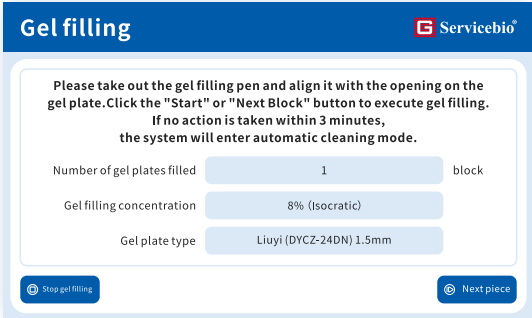 Gel filling
G Servicebio®
Please take out the gel filling pen and align it with the opening on the
gel plate.Click the "Start" or "Next Block" button to execute gel filling.
If no action is taken within 3 minutes,
the system will enter automatic cleaning mode.
Number of gel plates filled 1 block
Gel filling concentration 8% (Isocratic)
Gel plate type Liuyi (DYCZ-24DN) 1.5mm
Stop gel filling
Next piece